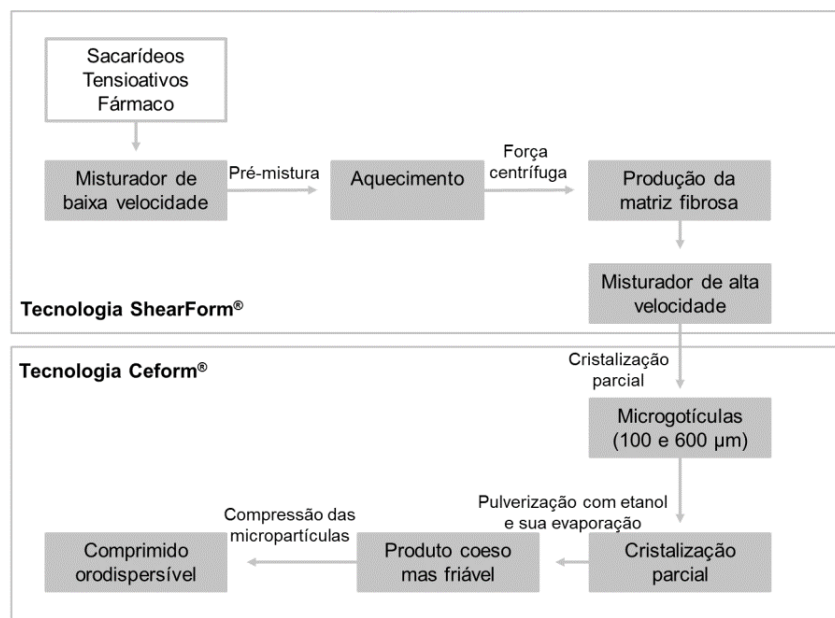 Sacarídeos
Tensioativos
Fármaco
Misturador de
baixa velocidade
Pré-mistura
Aquecimento
Força
centrífuga
Produção da
matriz fibrosa
Misturador de alta
velocidade
Tecnologia ShearForm®
Tecnologia Ceform®
Cristalização
parcial
Microgotículas
(100 e 600 µm)
Pulverização com etanol
e sua evaporação
Cristalização
parcial
Produto coeso
mas friável
Compressão das
micropartículas
Comprimido
orodispersível